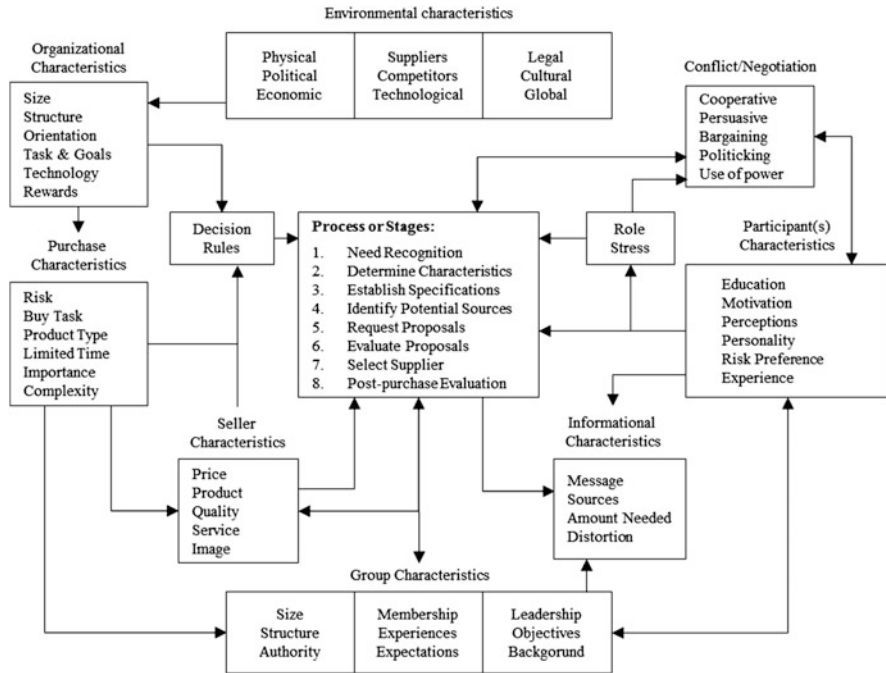 Environmental characteristics
Physical
Political
Economic
Suppliers
Competitors
Technological
Legal
Cultural
Global
Organizational
Characteristics
Size
Structure
Orientation
Task & Goals
Technology
Rewards
Conflict/Negotiation
Cooperative
Persuasive
Bargaining
Politicking
Use of power
Purchase
Characteristics
Risk
Buy Task
Product Type
Limited Time
Importance
Complexity
Decision
Rules
Process or Stages:
1. Need Recognition
2. Determine Characteristics
3. Establish Specifications
4. Identify Potential Sources
5. Request Proposals
6. Evaluate Proposals
7. Select Supplier
8. Post-purchase Evaluation
Role
Stress
Participant(s)
Characteristics
Education
Motivation
Perceptions
Personality
Risk Preference
Experience
Seller
Characteristics
Price
Product
Quality
Service
Image
Informational
Characteristics
Message
Sources
Amount Needed
Distortion
Group Characteristics
Size
Structure
Authority
Membership
Experiences
Expectations
Leadership
Objectives
Backgorund